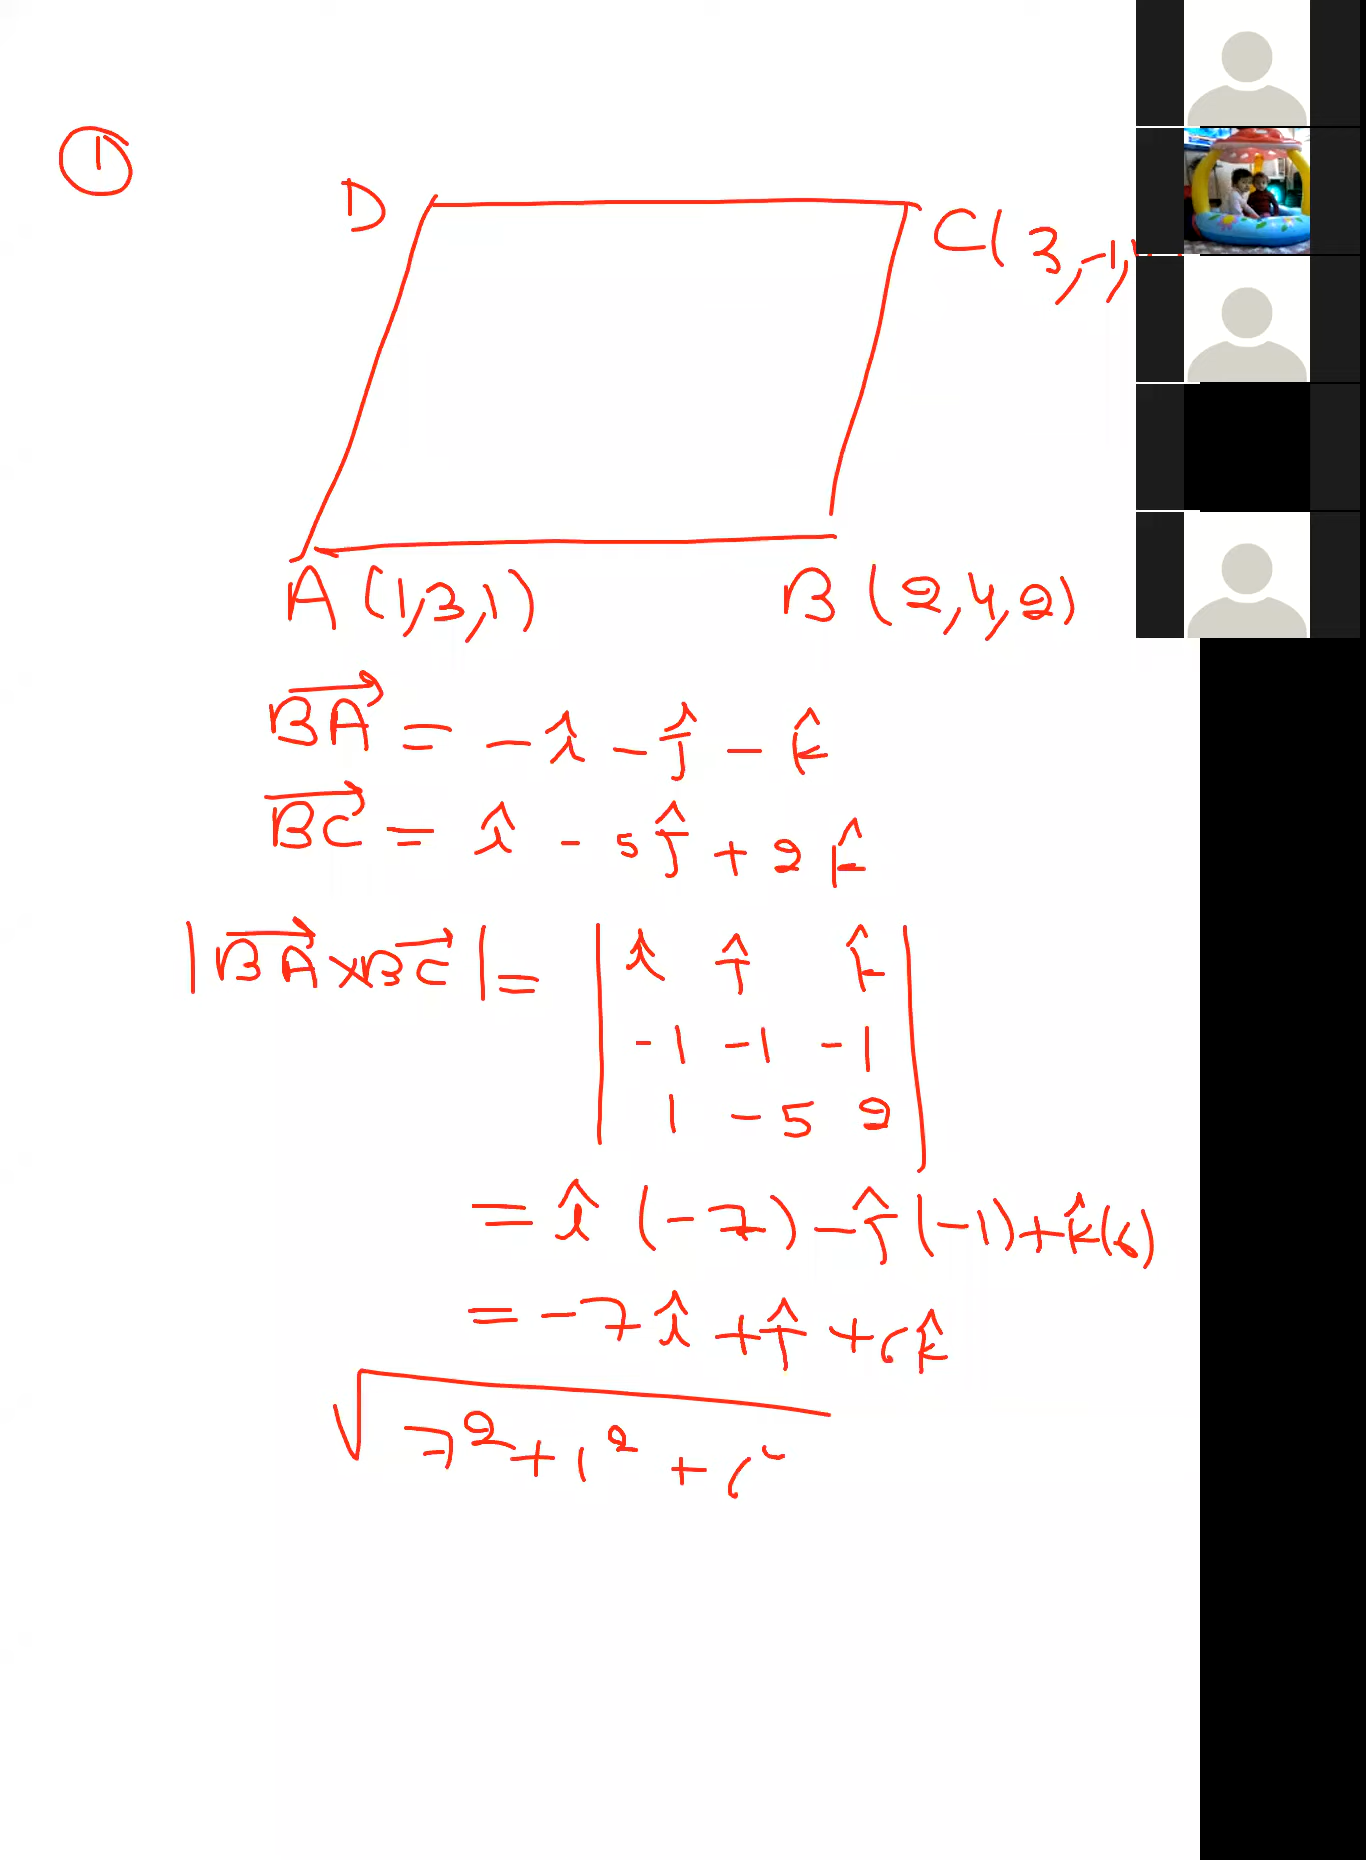 ①
D
C( 3,-1,
A (1,3,1)
B (2,4,2)
BA⃗ = - î - ĵ - k̂
BC⃗ = î - 5ĵ + 2k̂
|BA⃗ × BC⃗| = | î ĵ k̂ |
-1 -1 -1
1 -5 2
= î (-7) - ĵ (-1) + k̂ (6)
= -7î + ĵ + 6k̂
√7² + 1² + 6